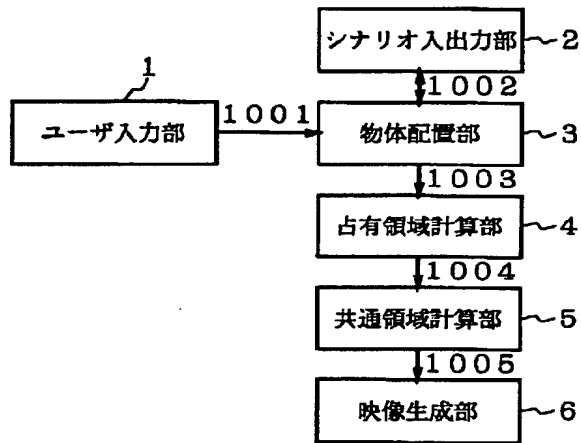 シナリオ入出力部
2
1
1002
1001
ユーザ入力部
物体配置部
3
1003
占有領域計算部
4
1004
共通領域計算部
5
1005
映像生成部
6